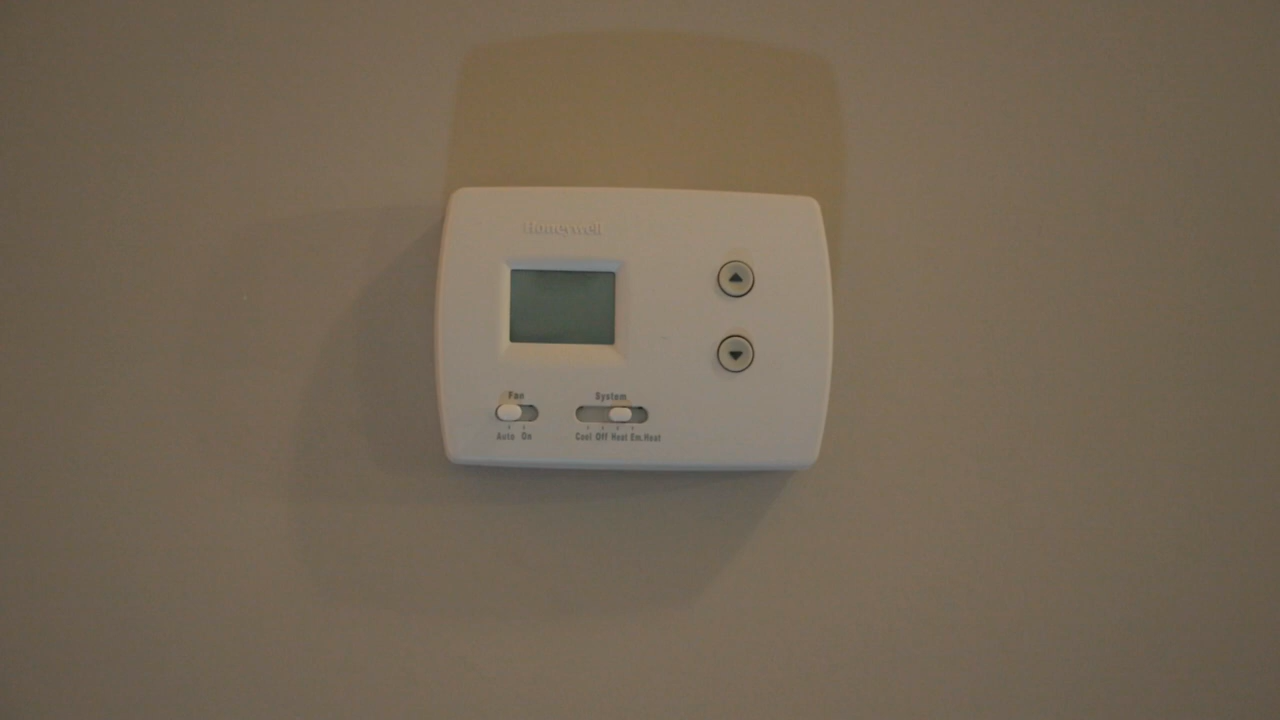 Honeywell
Fan
System
Auto On
Cool Off Heat Em.Heat